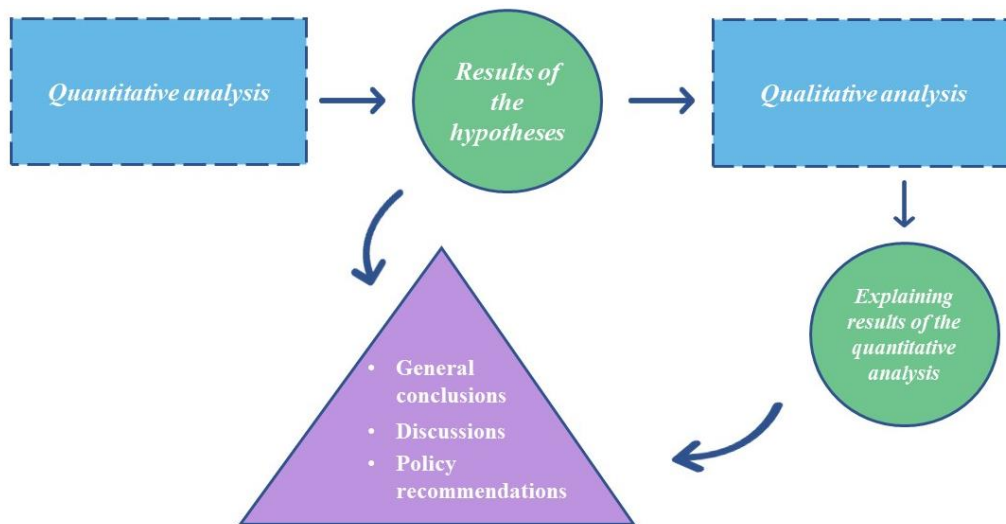 Quantitative analysis
Results of
the
hypotheses
Qualitative analysis
Explaining
results of the
quantitative
analysis
• General
conclusions
• Discussions
• Policy
recommendations